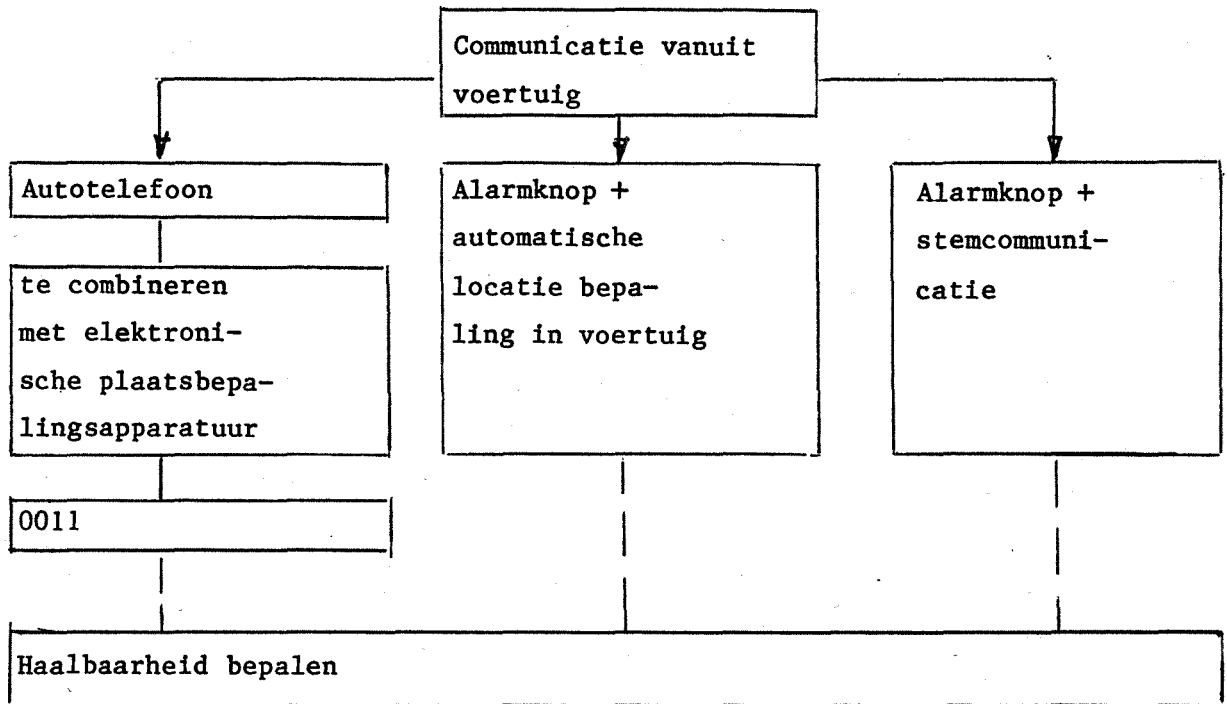 Communicatie vanuit
voertuig
Autotelefoon
te combineren
met elektroni-
sche plaatsbepa-
lingsapparatuur
0011
Alarmknop +
automatische
locatie bepa-
ling in voertuig
Alarmknop +
stemcommuni-
catie
Haalbaarheid bepalen